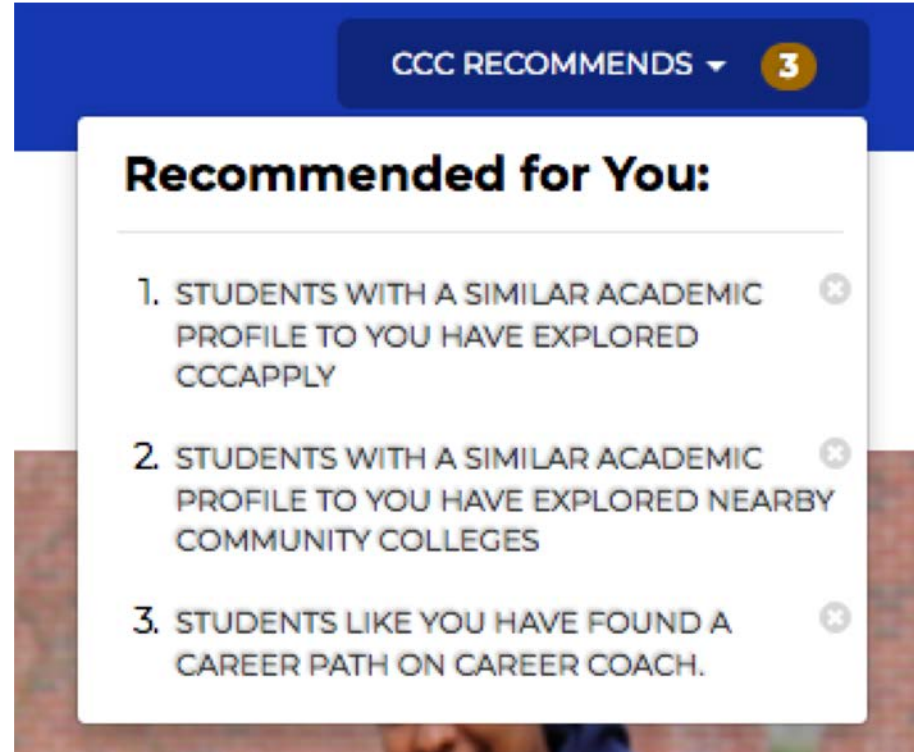 CCC RECOMMENDS 3
Recommended for You:
1. STUDENTS WITH A SIMILAR ACADEMIC
PROFILE TO YOU HAVE EXPLORED
CCCAPPLY
2. STUDENTS WITH A SIMILAR ACADEMIC
PROFILE TO YOU HAVE EXPLORED NEARBY
COMMUNITY COLLEGES
3. STUDENTS LIKE YOU HAVE FOUND A
CAREER PATH ON CAREER COACH.